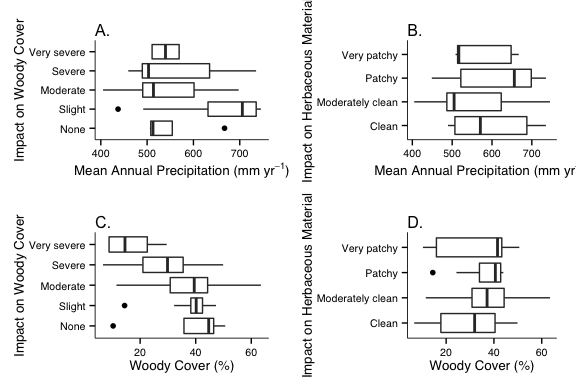 A.
Impact on Woody Cover
Very severe
Severe
Moderate
Slight
None
400 500 600 700
Mean Annual Precipitation (mm yr⁻¹)
B.
Impact on Herbaceous Material
Very patchy
Patchy
Moderately clean
Clean
400 500 600 700
Mean Annual Precipitation (mm yr
C.
Impact on Woody Cover
Very severe
Severe
Moderate
Slight
None
20 40 60
Woody Cover (%)
D.
Impact on Herbaceous Material
Very patchy
Patchy
Moderately clean
Clean
20 40 60
Woody Cover (%)